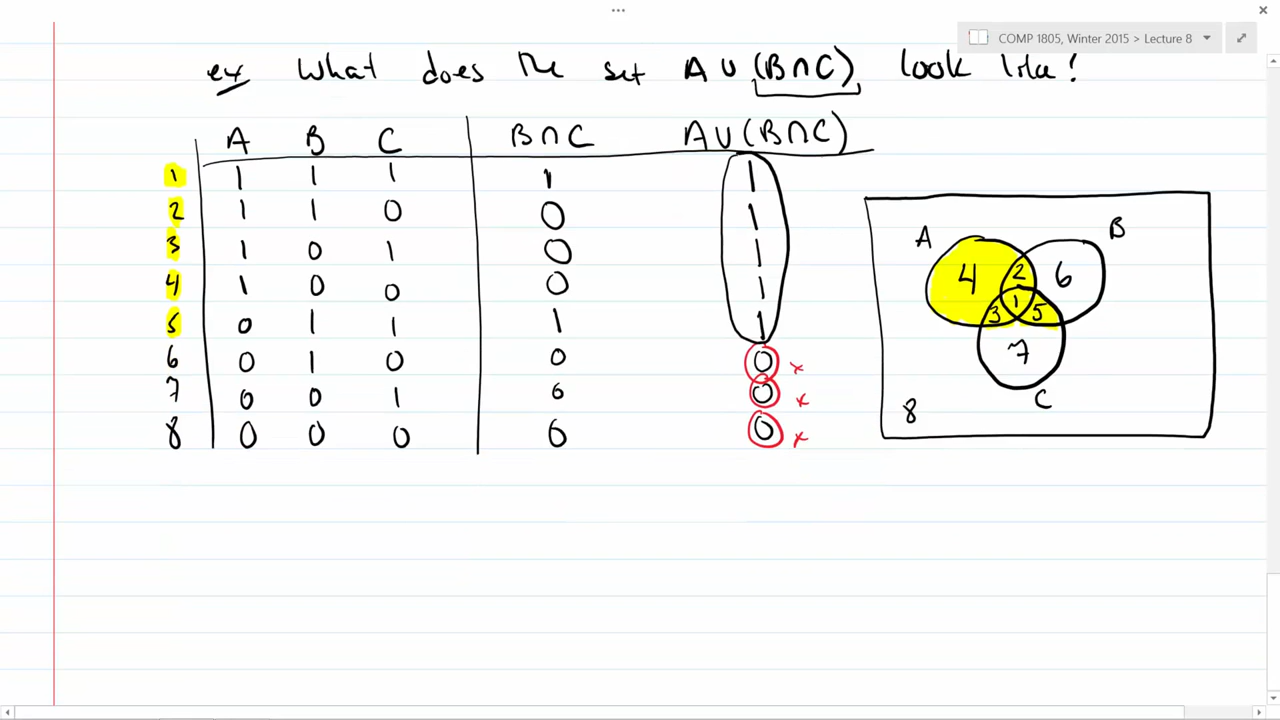 COMP 1805, Winter 2015 > Lecture 8
ex What does the set A ∪ (B ∩ C) look like?
A B C B ∩ C A ∪ (B ∩ C)
1 1 1 1 1 1
2 1 1 0 0 1
3 1 0 1 0 1
4 1 0 0 0 1
5 0 1 1 1 1
6 0 1 0 0 0 x
7 0 0 1 0 0 x
8 0 0 0 0 0 x
A B
4 2 6
1
3 5
7
C
8